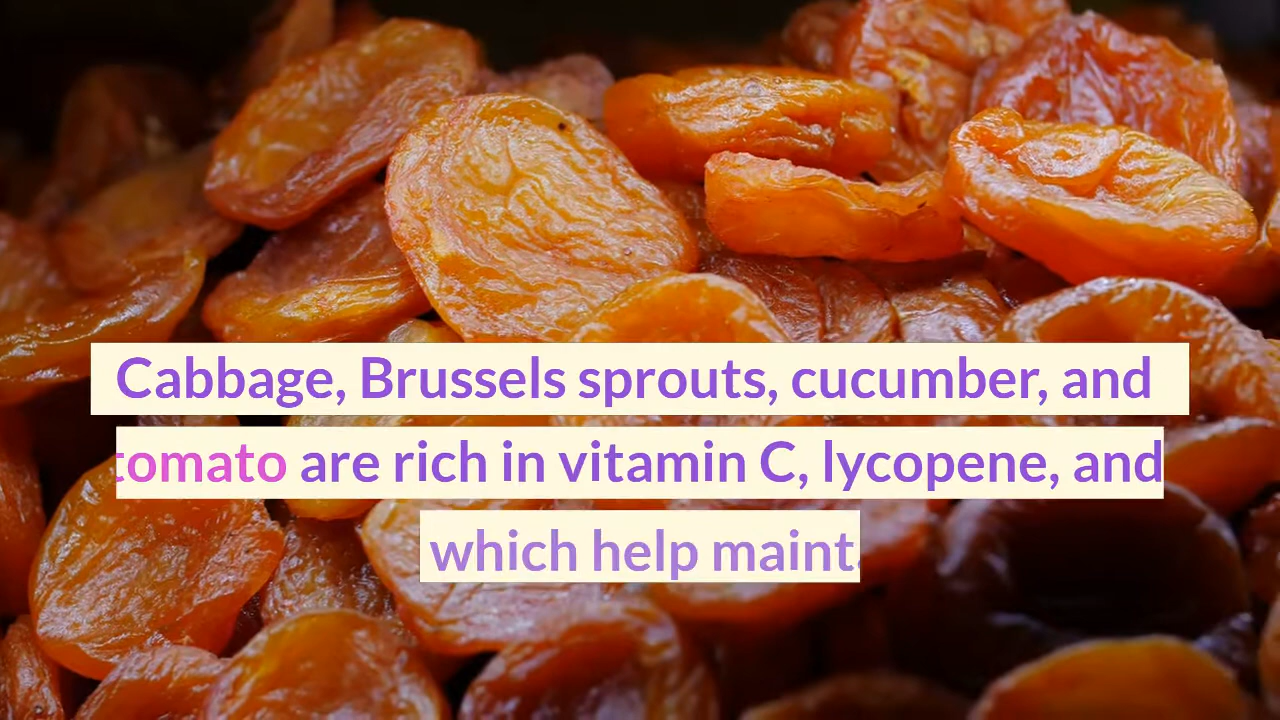 Cabbage, Brussels sprouts, cucumber, and
tomato are rich in vitamin C, lycopene, and
which help maint